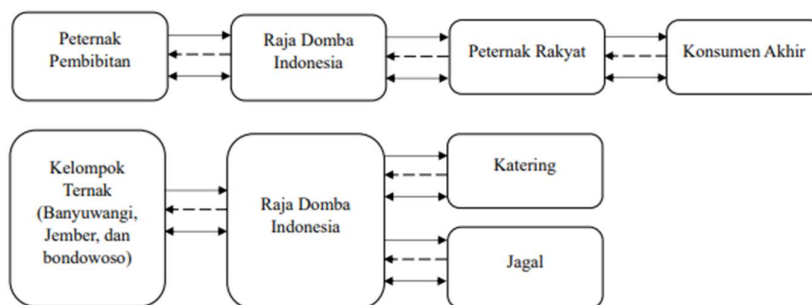 Peternak
Pembibitan
Raja Domba
Indonesia
Peternak Rakyat
Konsumen Akhir
Kelompok
Ternak
(Banyuwangi,
Jember, dan
bondowoso)
Raja Domba
Indonesia
Katering
Jagal